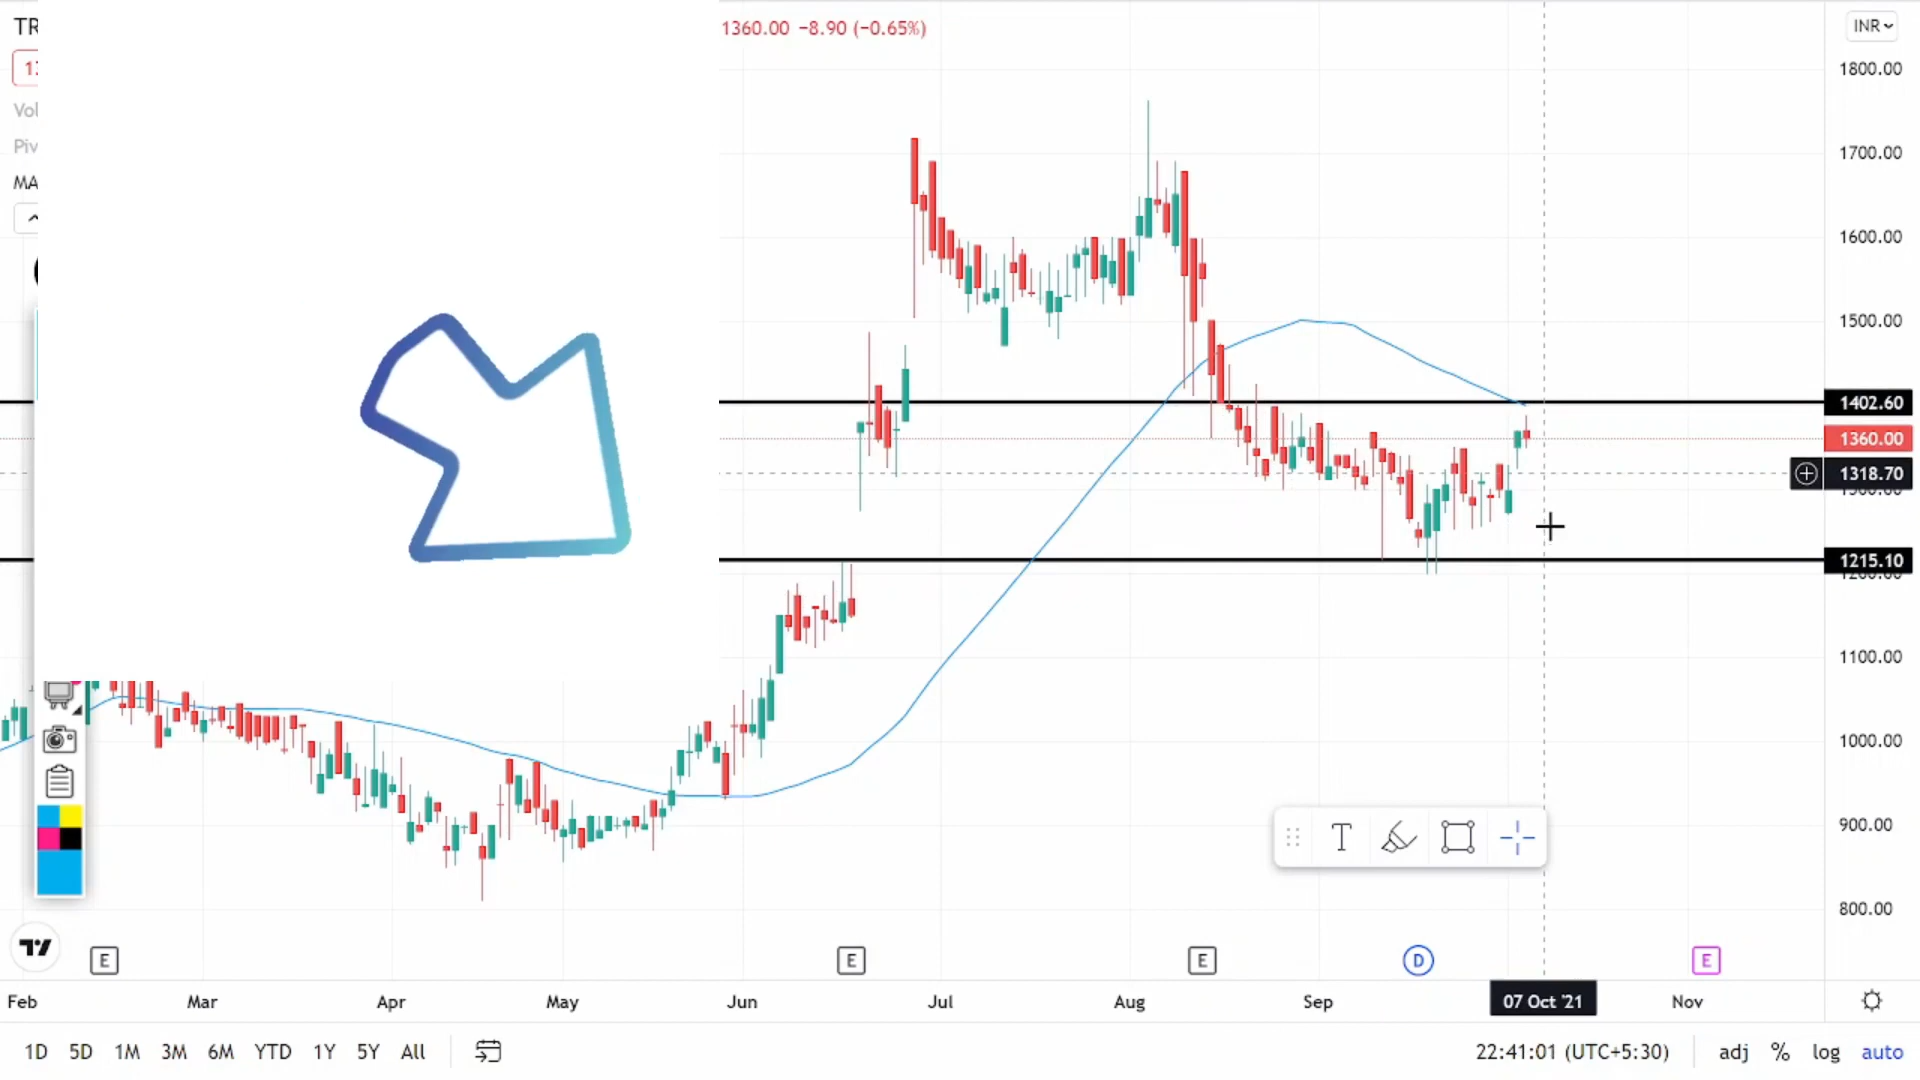 TR
1360.00 −8.90 (−0.65%)
INR
Vol
Piv
MA
1800.00
1700.00
1600.00
1500.00
1402.60
1360.00
1318.70
1215.10
1100.00
1000.00
900.00
800.00
T
E
E
E
D
E
Feb
Mar
Apr
May
Jun
Jul
Aug
Sep
07 Oct '21
Nov
1D
5D
1M
3M
6M
YTD
1Y
5Y
All
22:41:01 (UTC+5:30)
adj
%
log
auto